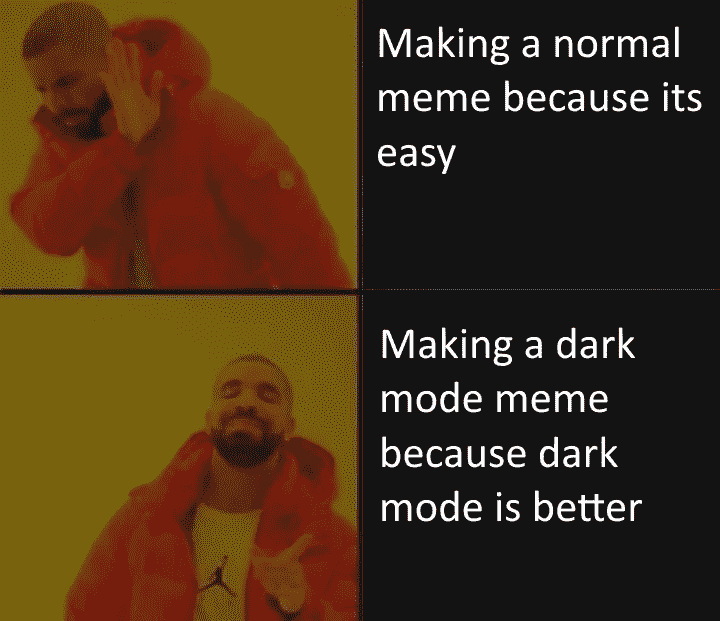 Making a normal
meme because its
easy
Making a dark
mode meme
because dark
mode is better